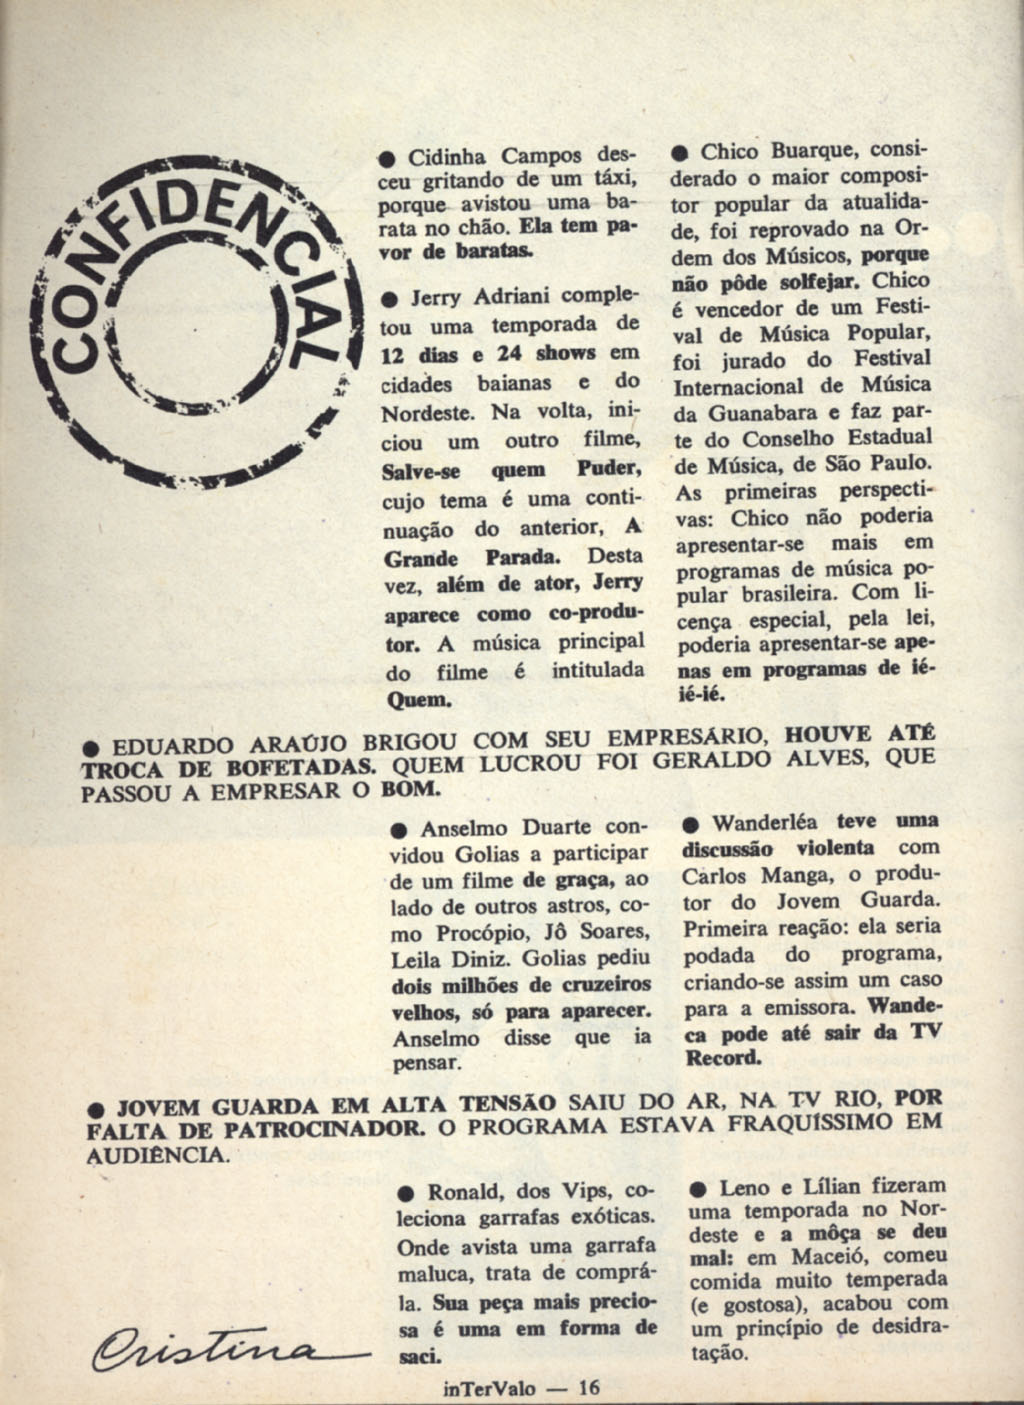 CONFIDENCIAL
● Cidinha Campos des-
ceu gritando de um táxi,
porque avistou uma ba-
rata no chão. Ela tem pa-
vor de baratas.
● Jerry Adriani comple-
tou uma temporada de
12 dias e 24 shows em
cidades baianas e do
Nordeste. Na volta, ini-
ciou um outro filme,
Salve-se quem Puder,
cujo tema é uma conti-
nuação do anterior, A
Grande Parada. Desta
vez, além de ator, Jerry
aparece como co-produ-
tor. A música principal
do filme é intitulada
Quem.
● Chico Buarque, consi-
derado o maior composi-
tor popular da atualida-
de, foi reprovado na Or-
dem dos Músicos, porque
não pôde solfejar. Chico
é vencedor de um Festi-
val de Música Popular,
foi jurado do Festival
Internacional de Música
da Guanabara e faz par-
te do Conselho Estadual
de Música, de São Paulo.
As primeiras perspecti-
vas: Chico não poderia
apresentar-se mais em
programas de música po-
pular brasileira. Com li-
cença especial, pela lei,
poderia apresentar-se ape-
nas em programas de ié-
ié-ié.
● EDUARDO ARAÚJO BRIGOU COM SEU EMPRESÁRIO, HOUVE ATÉ
TROCA DE BOFETADAS. QUEM LUCROU FOI GERALDO ALVES, QUE
PASSOU A EMPRESAR O BOM.
● Anselmo Duarte con-
vidou Golias a participar
de um filme de graça, ao
lado de outros astros, co-
mo Procópio, Jô Soares,
Leila Diniz. Golias pediu
dois milhões de cruzeiros
velhos, só para aparecer.
Anselmo disse que ia
pensar.
● Wanderléa teve uma
discussão violenta com
Carlos Manga, o produ-
tor do Jovem Guarda.
Primeira reação: ela seria
podada do programa,
criando-se assim um caso
para a emissora. Wande-
ca pode até sair da TV
Record.
● JOVEM GUARDA EM ALTA TENSÃO SAIU DO AR, NA TV RIO, POR
FALTA DE PATROCINADOR. O PROGRAMA ESTAVA FRAQUÍSSIMO EM
AUDIÊNCIA.
● Ronald, dos Vips, co-
leciona garrafas exóticas.
Onde avista uma garrafa
maluca, trata de comprá-
la. Sua peça mais precio-
sa é uma em forma de
saci.
● Leno e Lílian fizeram
uma temporada no Nor-
deste e a môça se deu
mal: em Maceió, comeu
comida muito temperada
(e gostosa), acabou com
um princípio de desidra-
tação.
Cristina
inTerValo — 16